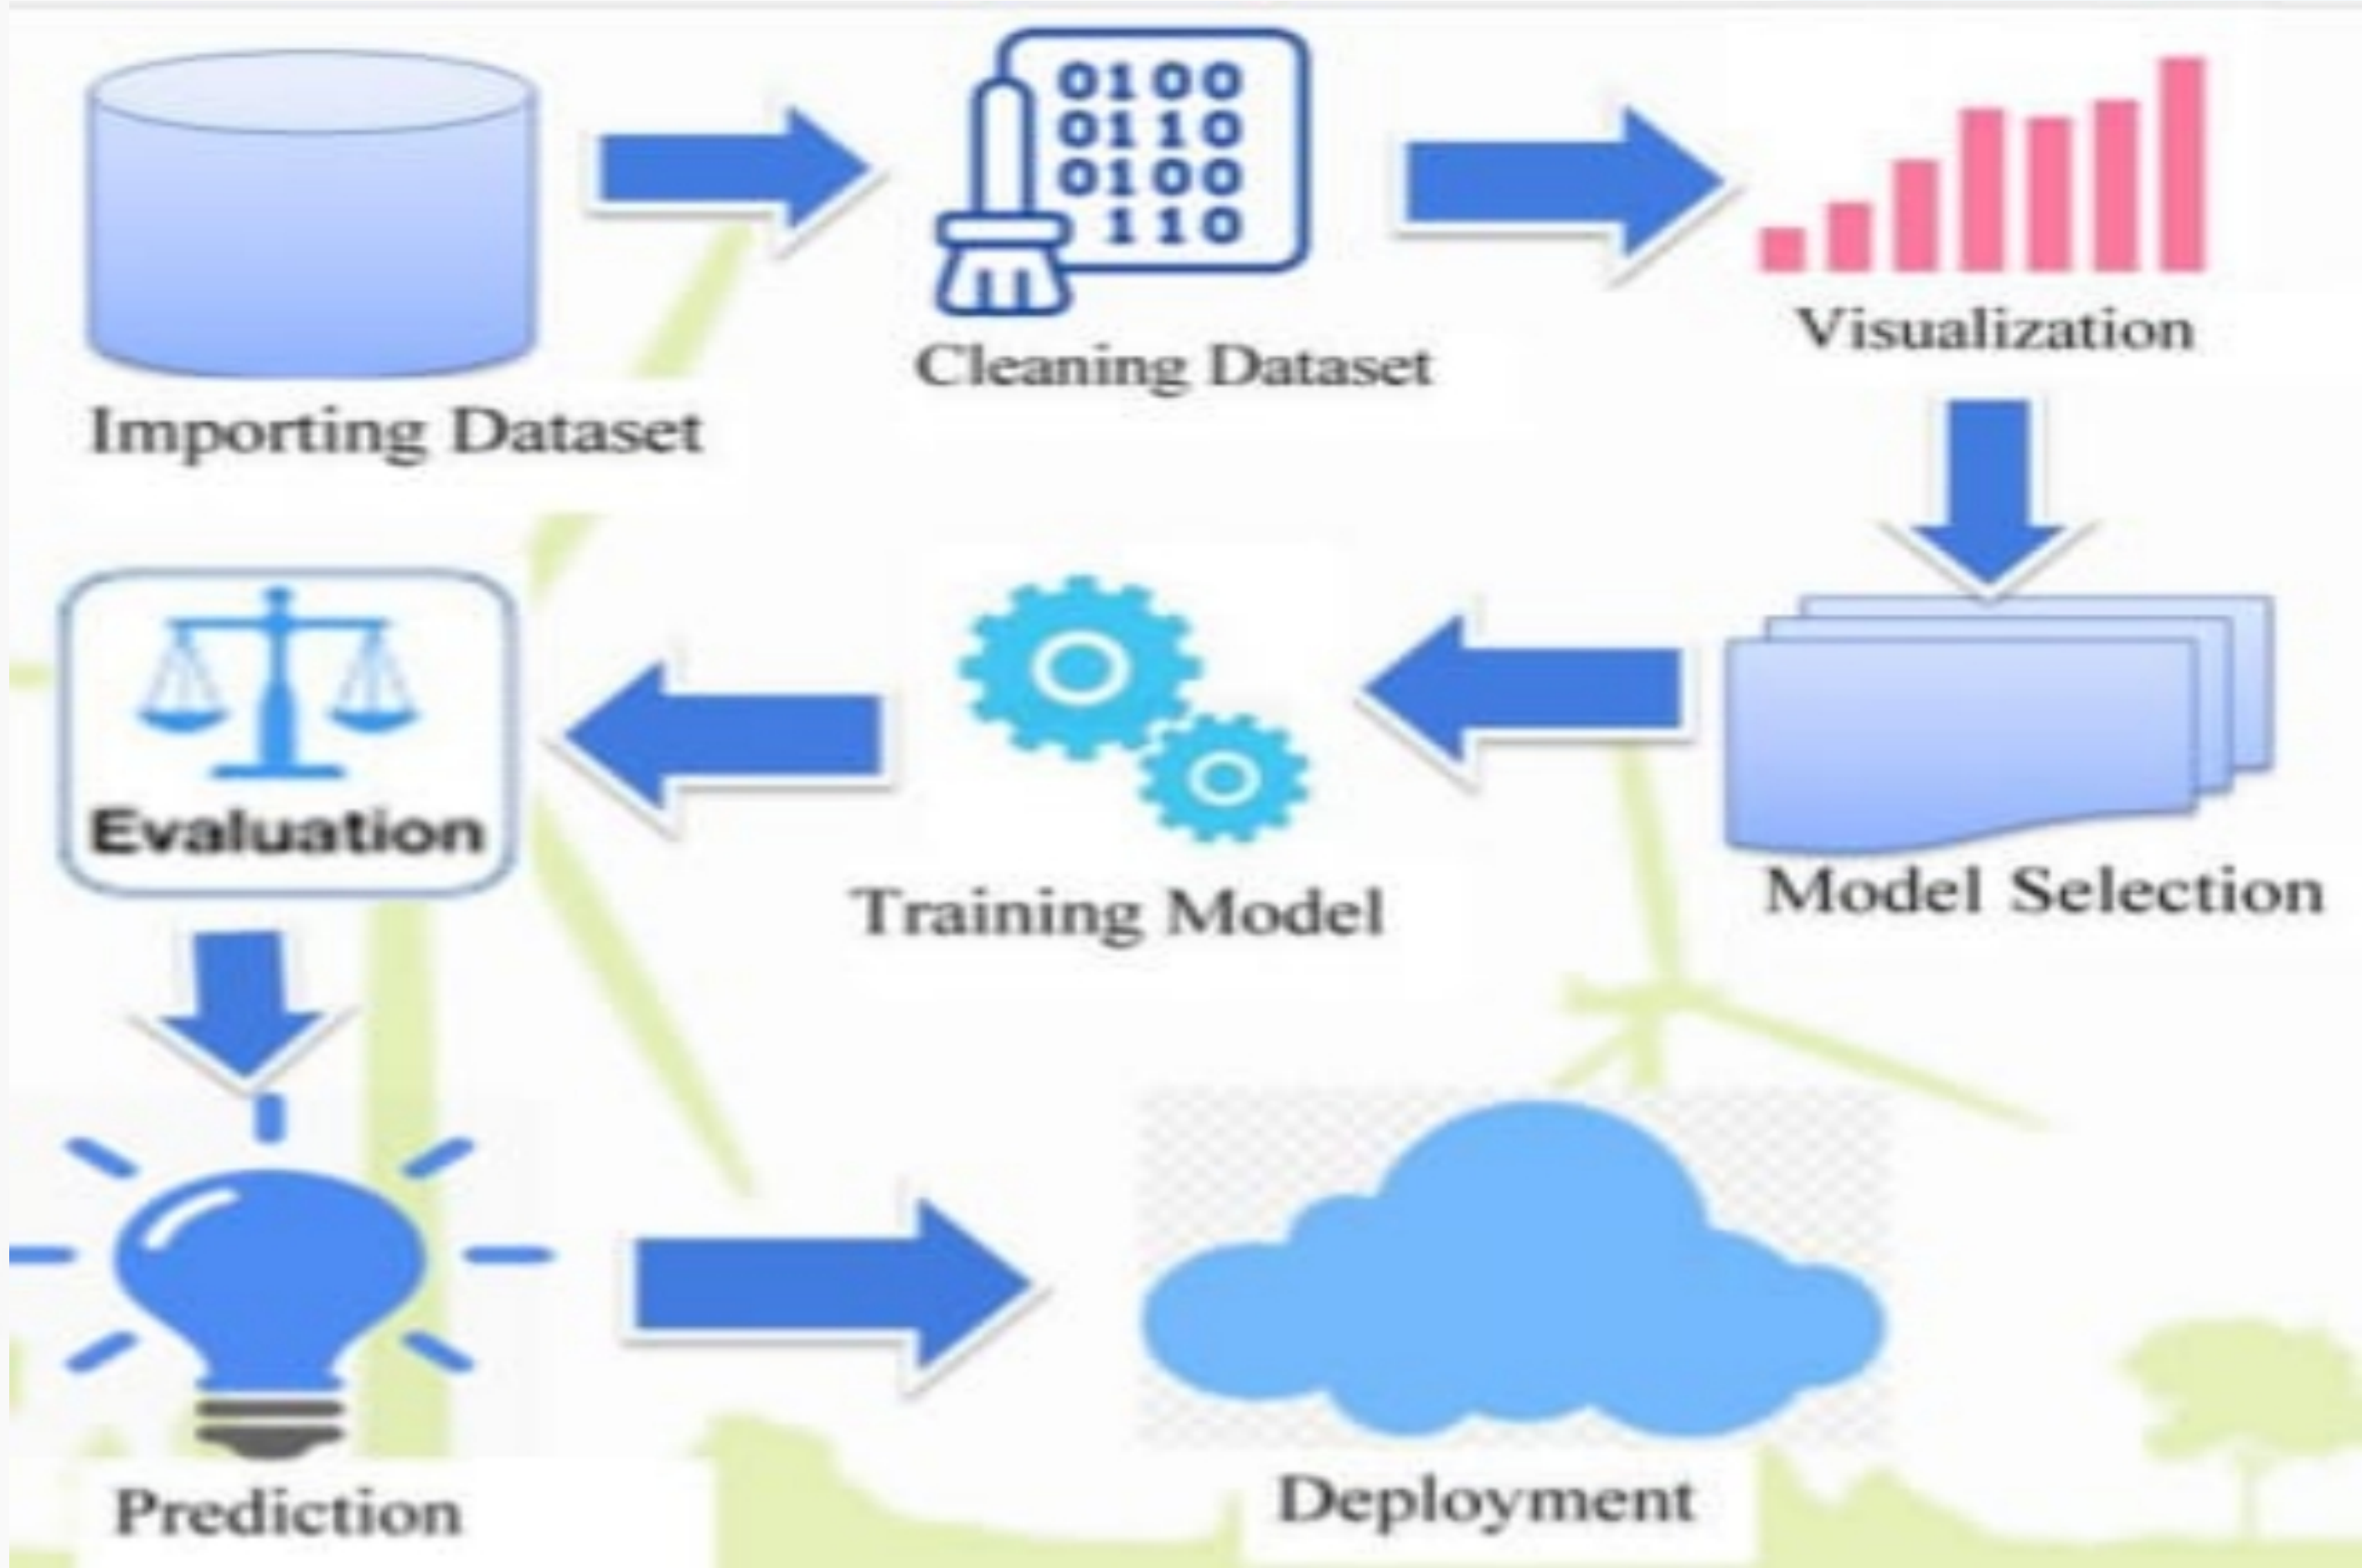 0100
0110
0100
110
Importing Dataset
Cleaning Dataset
Visualization
Evaluation
Training Model
Model Selection
Prediction
Deployment